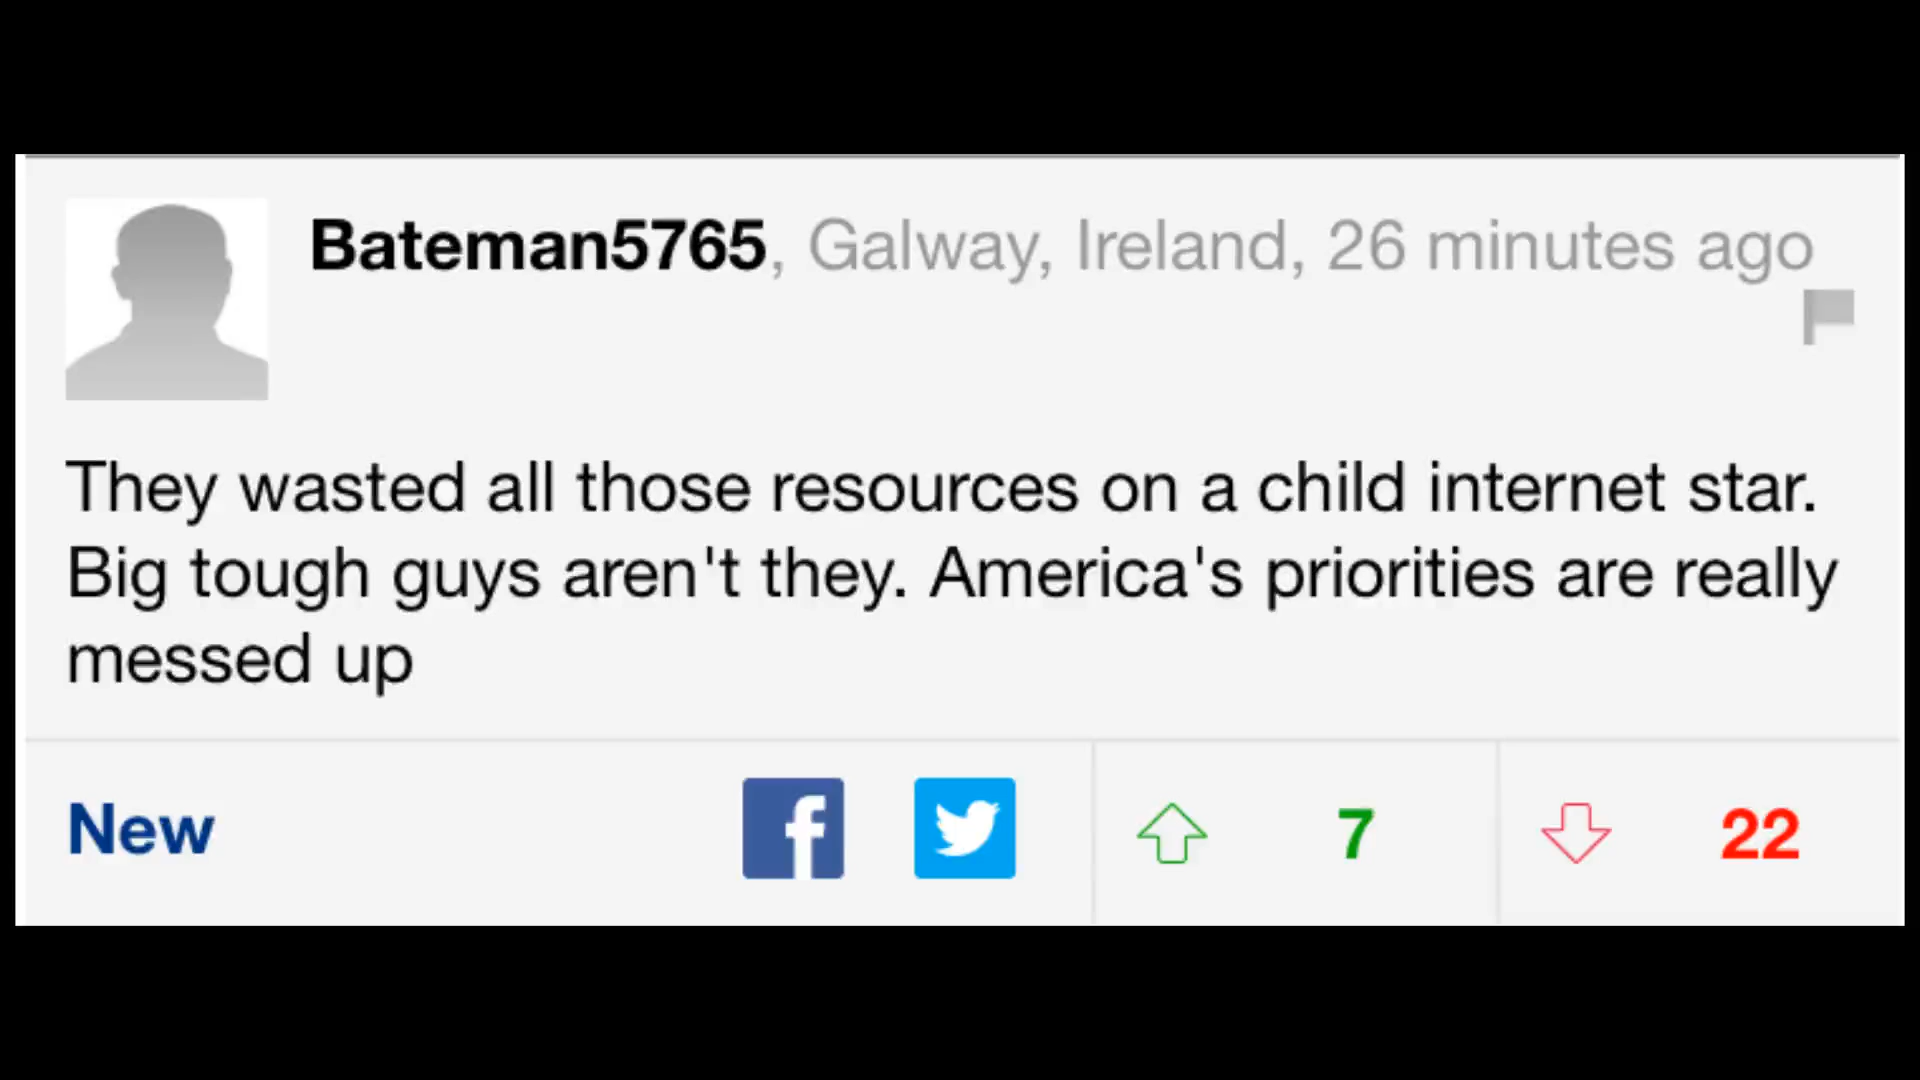 Bateman5765, Galway, Ireland, 26 minutes ago
They wasted all those resources on a child internet star.
Big tough guys aren't they. America's priorities are really
messed up
New 7 22